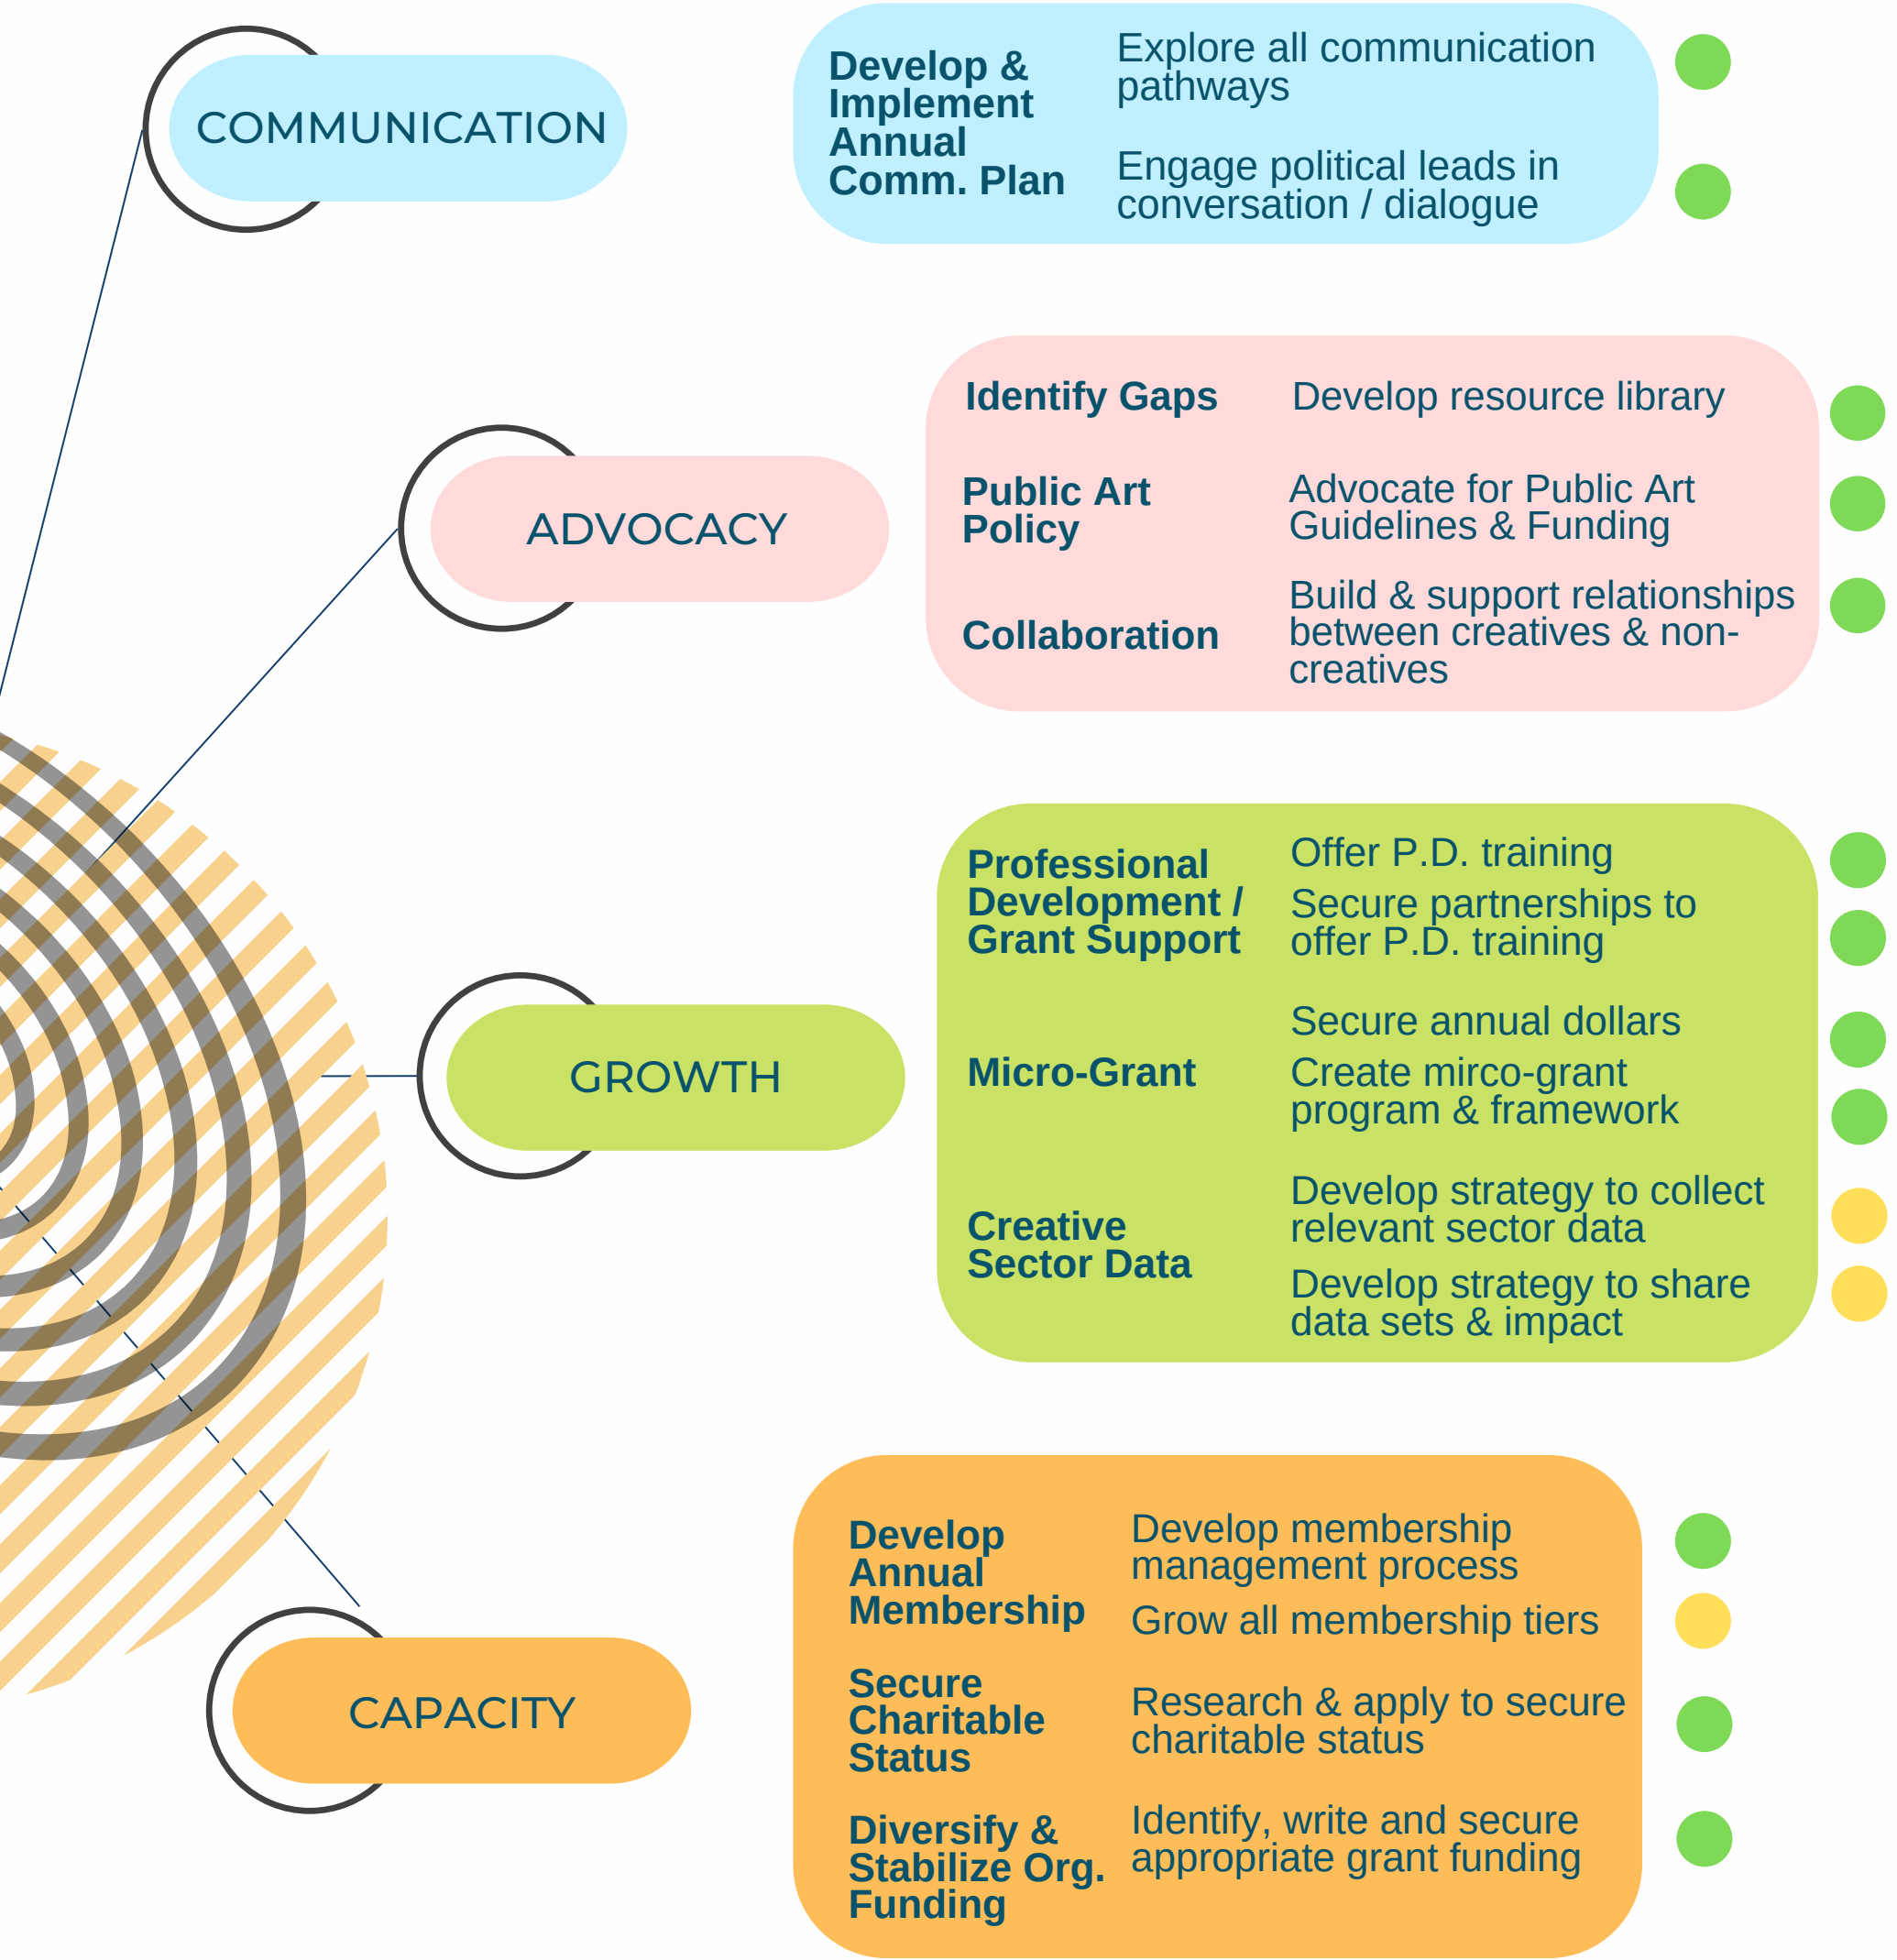 COMMUNICATION
Develop &
Implement
Annual
Comm. Plan
Explore all communication
pathways
Engage political leads in
conversation / dialogue
ADVOCACY
Identify Gaps
Develop resource library
Public Art
Policy
Advocate for Public Art
Guidelines & Funding
Collaboration
Build & support relationships
between creatives & non-
creatives
GROWTH
Professional
Development /
Grant Support
Offer P.D. training
Secure partnerships to
offer P.D. training
Micro-Grant
Secure annual dollars
Create mirco-grant
program & framework
Creative
Sector Data
Develop strategy to collect
relevant sector data
Develop strategy to share
data sets & impact
CAPACITY
Develop
Annual
Membership
Develop membership
management process
Grow all membership tiers
Secure
Charitable
Status
Research & apply to secure
charitable status
Diversify &
Stabilize Org.
Funding
Identify, write and secure
appropriate grant funding